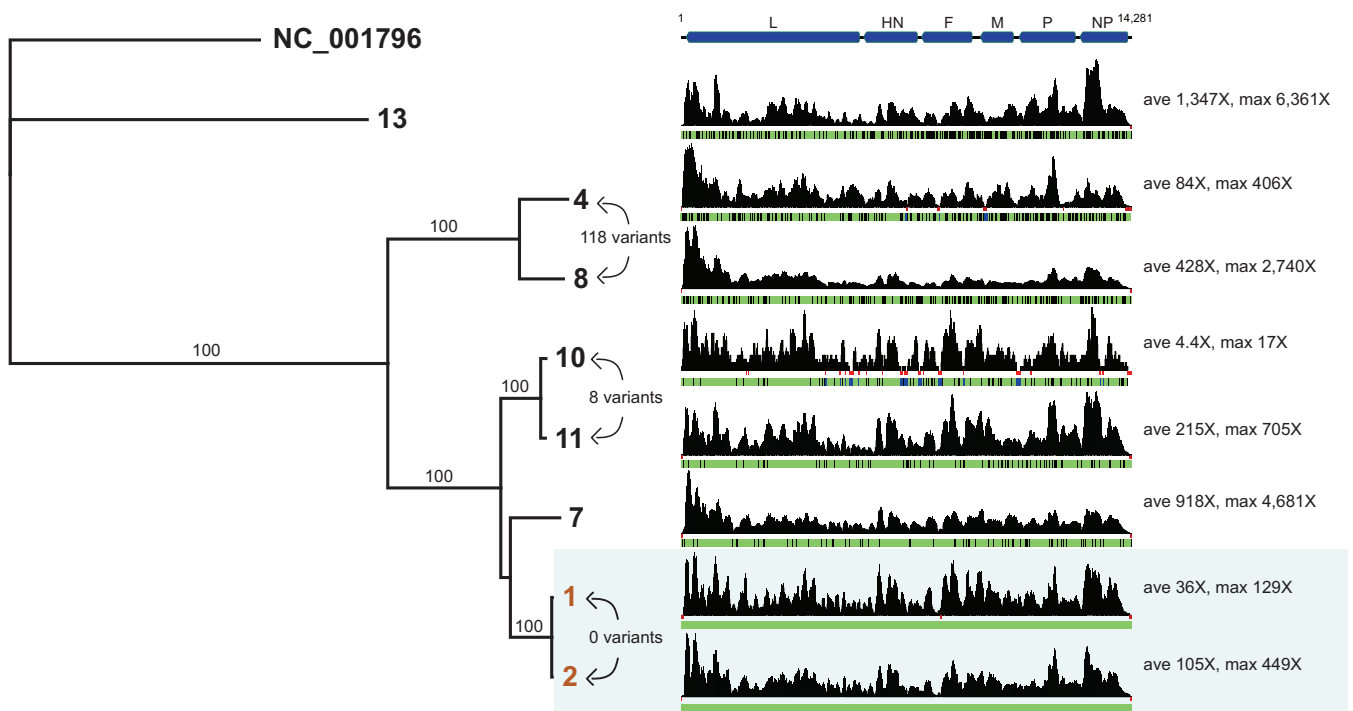 1 L HN F M P NP 14,281
NC_001796
ave 1,347X, max 6,361X
13
ave 84X, max 406X
4
100
118 variants
8
ave 428X, max 2,740X
ave 4.4X, max 17X
100
10
100
8 variants
11
ave 215X, max 705X
100
7
ave 918X, max 4,681X
1
ave 36X, max 129X
100
0 variants
2
ave 105X, max 449X